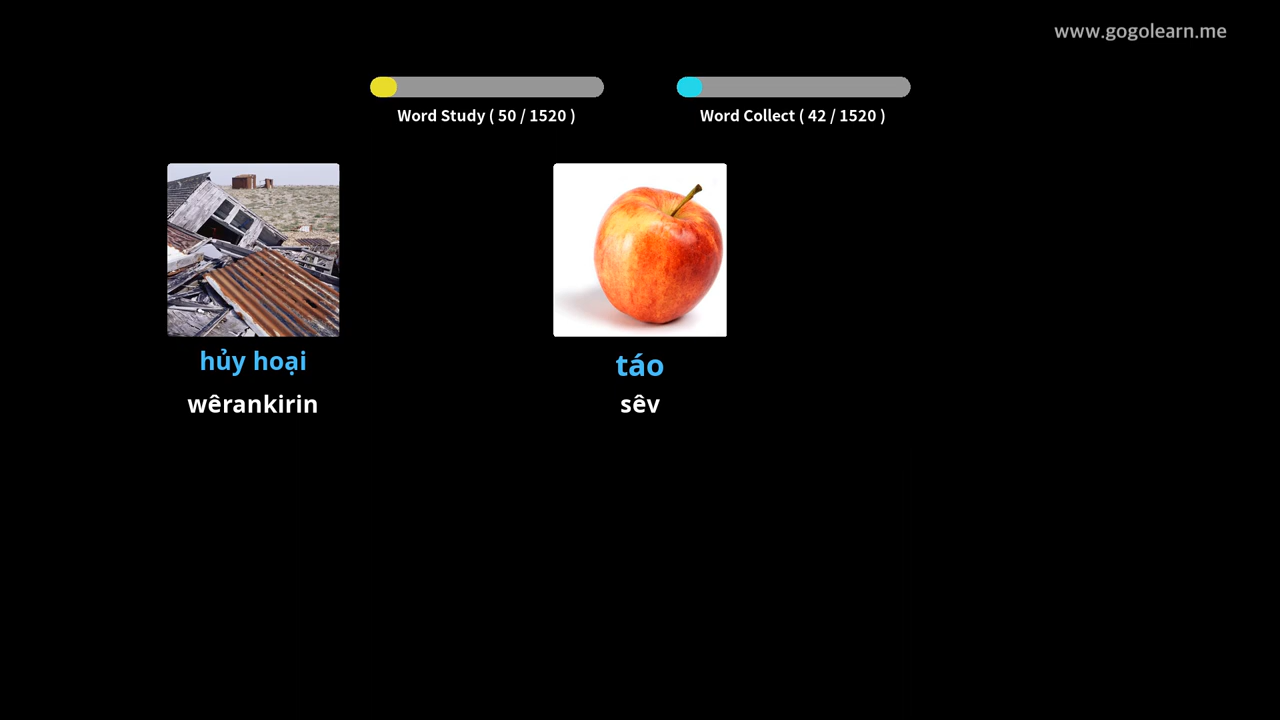 www.gogolearn.me
Word Study ( 50 / 1520 )
Word Collect ( 42 / 1520 )
hủy hoại
wêrankirin
táo
sêv